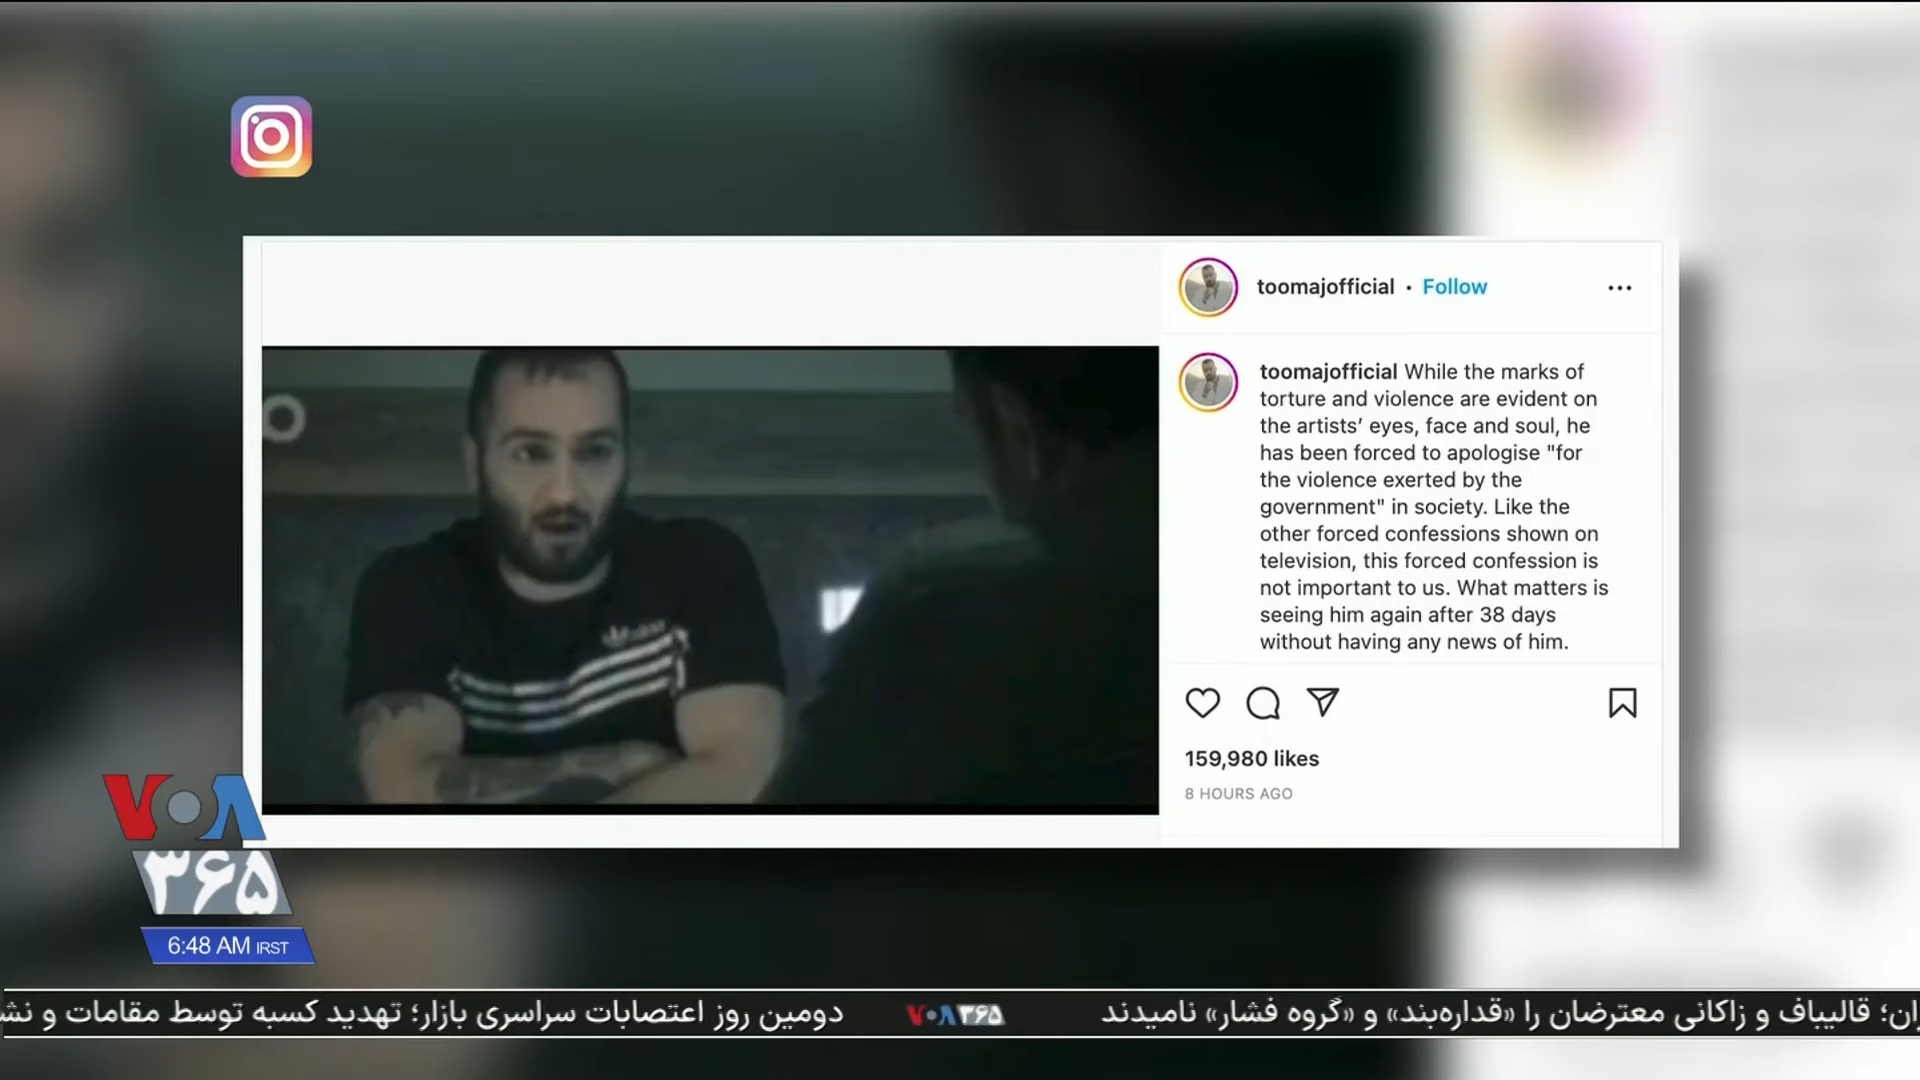 toomajofficial • Follow
toomajofficial While the marks of
torture and violence are evident on
the artists’ eyes, face and soul, he
has been forced to apologise "for
the violence exerted by the
government" in society. Like the
other forced confessions shown on
television, this forced confession is
not important to us. What matters is
seeing him again after 38 days
without having any news of him.
159,980 likes
8 HOURS AGO
VOA
۳۶۵
6:48 AM IRST
قالیباف و زاکانی معترضان را «قداره‌بند» و «گروه فشار» نامیدند VOA۳۶۵ دومین روز اعتصابات سراسری بازار؛ تهدید کسبه توسط مقامات و